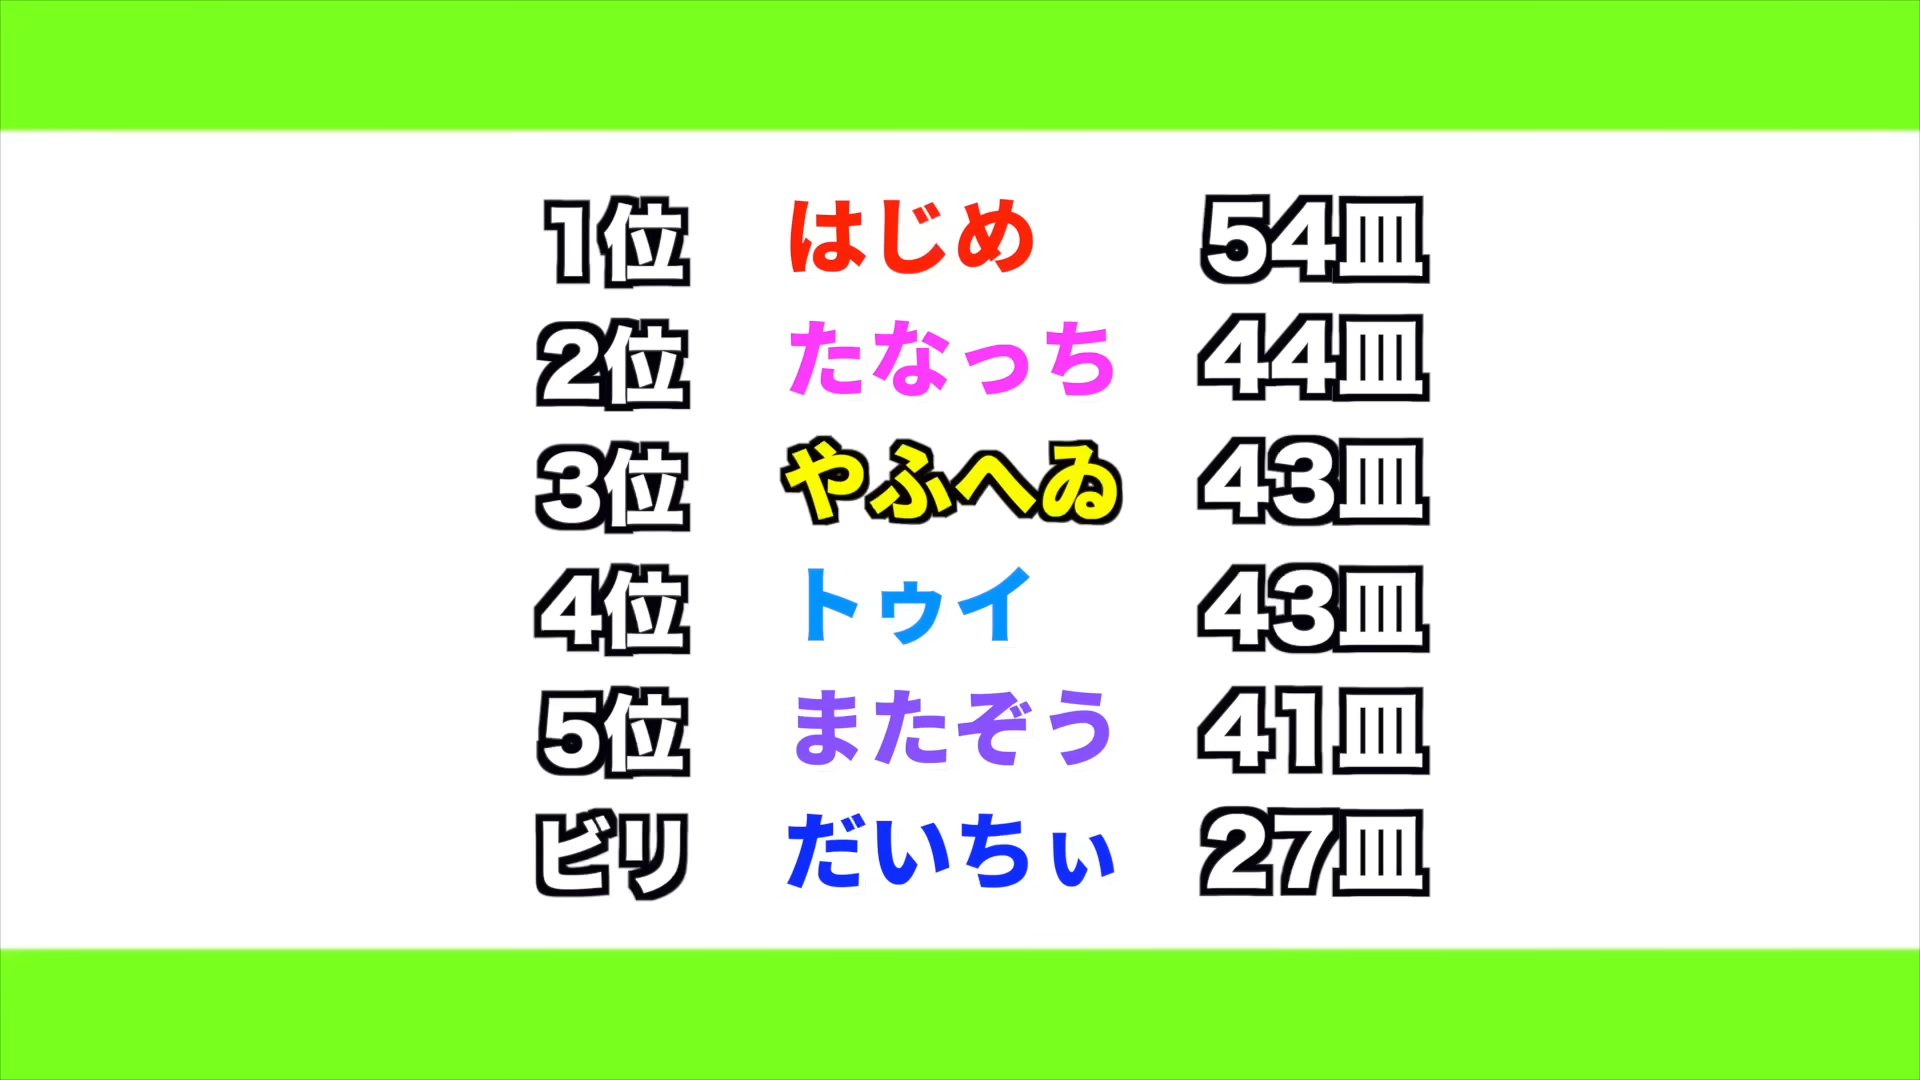 1位 はじめ 54皿
2位 たなっち 44皿
3位 やふへゐ 43皿
4位 トゥイ 43皿
5位 またぞう 41皿
ビリ だいちぃ 27皿